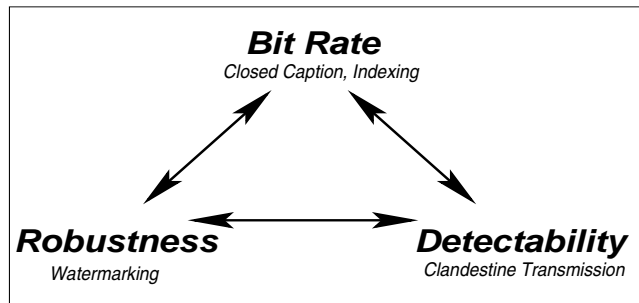 Bit Rate
Closed Caption, Indexing
Robustness
Watermarking
Detectability
Clandestine Transmission